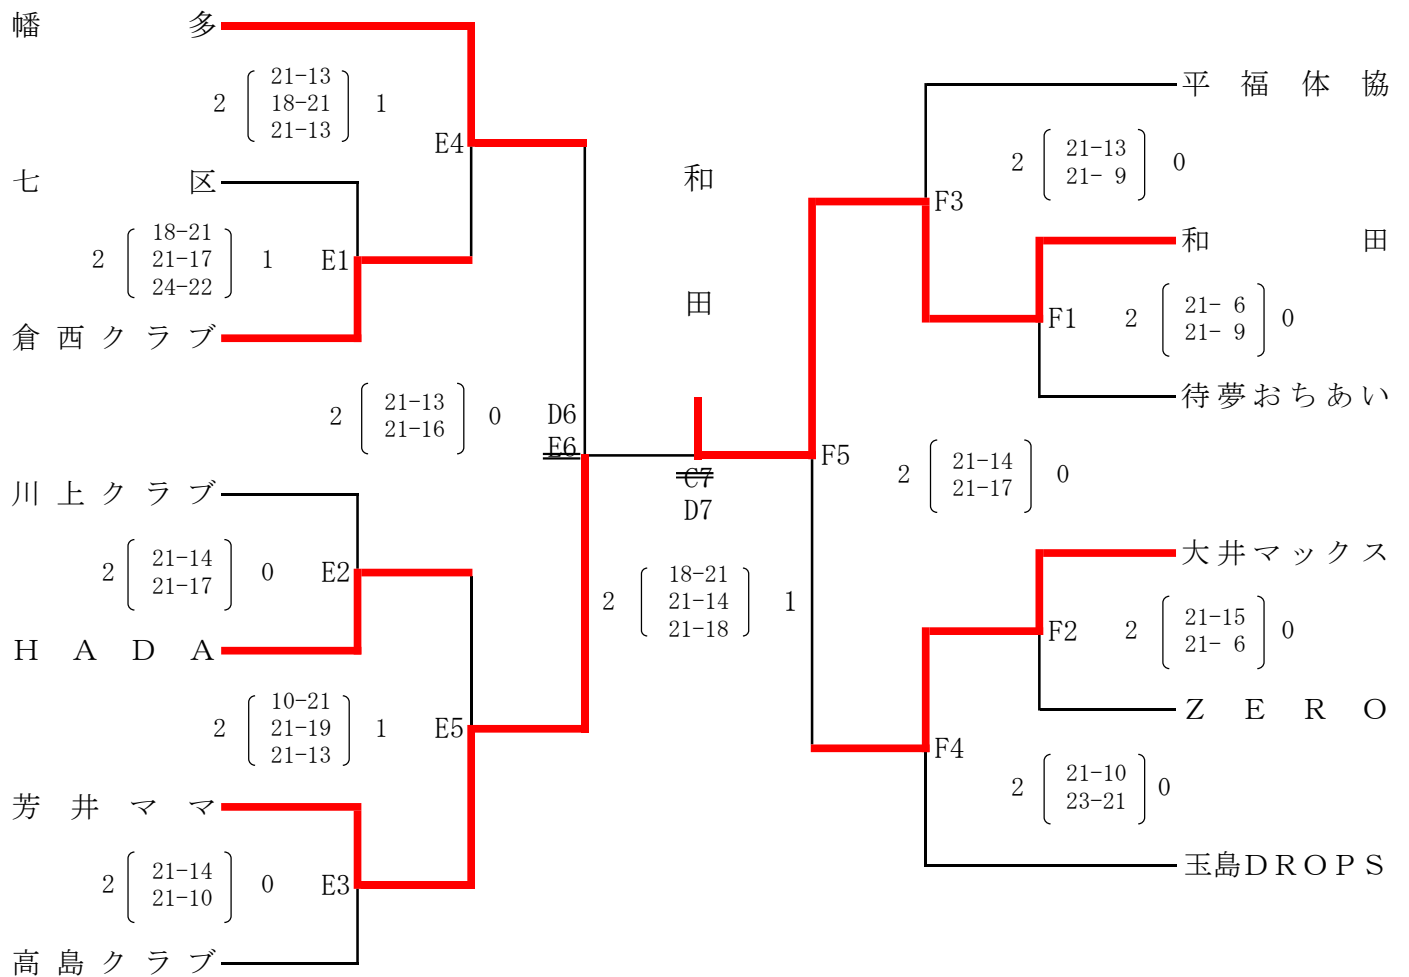 幡多
21-13
2 18-21 1
21-13
E4
七区
18-21
2 21-17 1
24-22
E1
倉西クラブ
2 21-13 0
21-16
D6
E6
川上クラブ
2 21-14 0
21-17
E2
HADA
10-21
2 21-19 1
21-13
E5
芳井ママ
2 21-14 0
21-10
E3
高島クラブ
和田
C7
D7
18-21
2 21-14 1
21-18
平福体協
2 21-13 0
21- 9
F3
和田
F1
2 21- 6 0
21- 9
待夢おちあい
F5
2 21-14 0
21-17
大井マックス
F2
2 21-15 0
21- 6
ZERO
F4
2 21-10 0
23-21
玉島DROPS